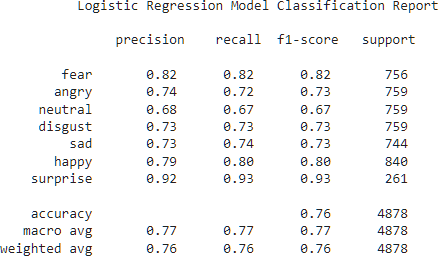 Logistic Regression Model Classification Report
precision recall f1-score support
fear 0.82 0.82 0.82 756
angry 0.74 0.72 0.73 759
neutral 0.68 0.67 0.67 759
disgust 0.73 0.73 0.73 759
sad 0.73 0.74 0.73 744
happy 0.79 0.80 0.80 840
surprise 0.92 0.93 0.93 261
accuracy 0.76 4878
macro avg 0.77 0.77 0.77 4878
weighted avg 0.76 0.76 0.76 4878